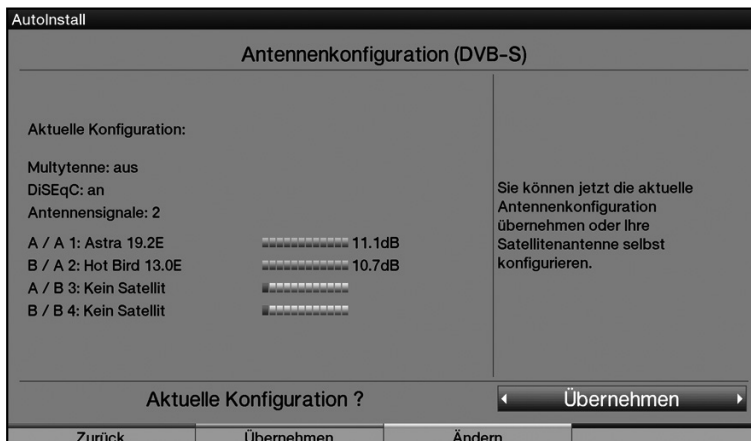 AutoInstall
Antennenkonfiguration (DVB-S)
Aktuelle Konfiguration:
Multytenne: aus
DiSEqC: an
Antennensignale: 2
A / A 1: Astra 19.2E 11.1dB
B / A 2: Hot Bird 13.0E 10.7dB
A / B 3: Kein Satellit
B / B 4: Kein Satellit
Sie können jetzt die aktuelle
Antennenkonfiguration
übernehmen oder Ihre
Satellitenantenne selbst
konfigurieren.
Aktuelle Konfiguration ?
Übernehmen
Zurück Übernehmen Ändern